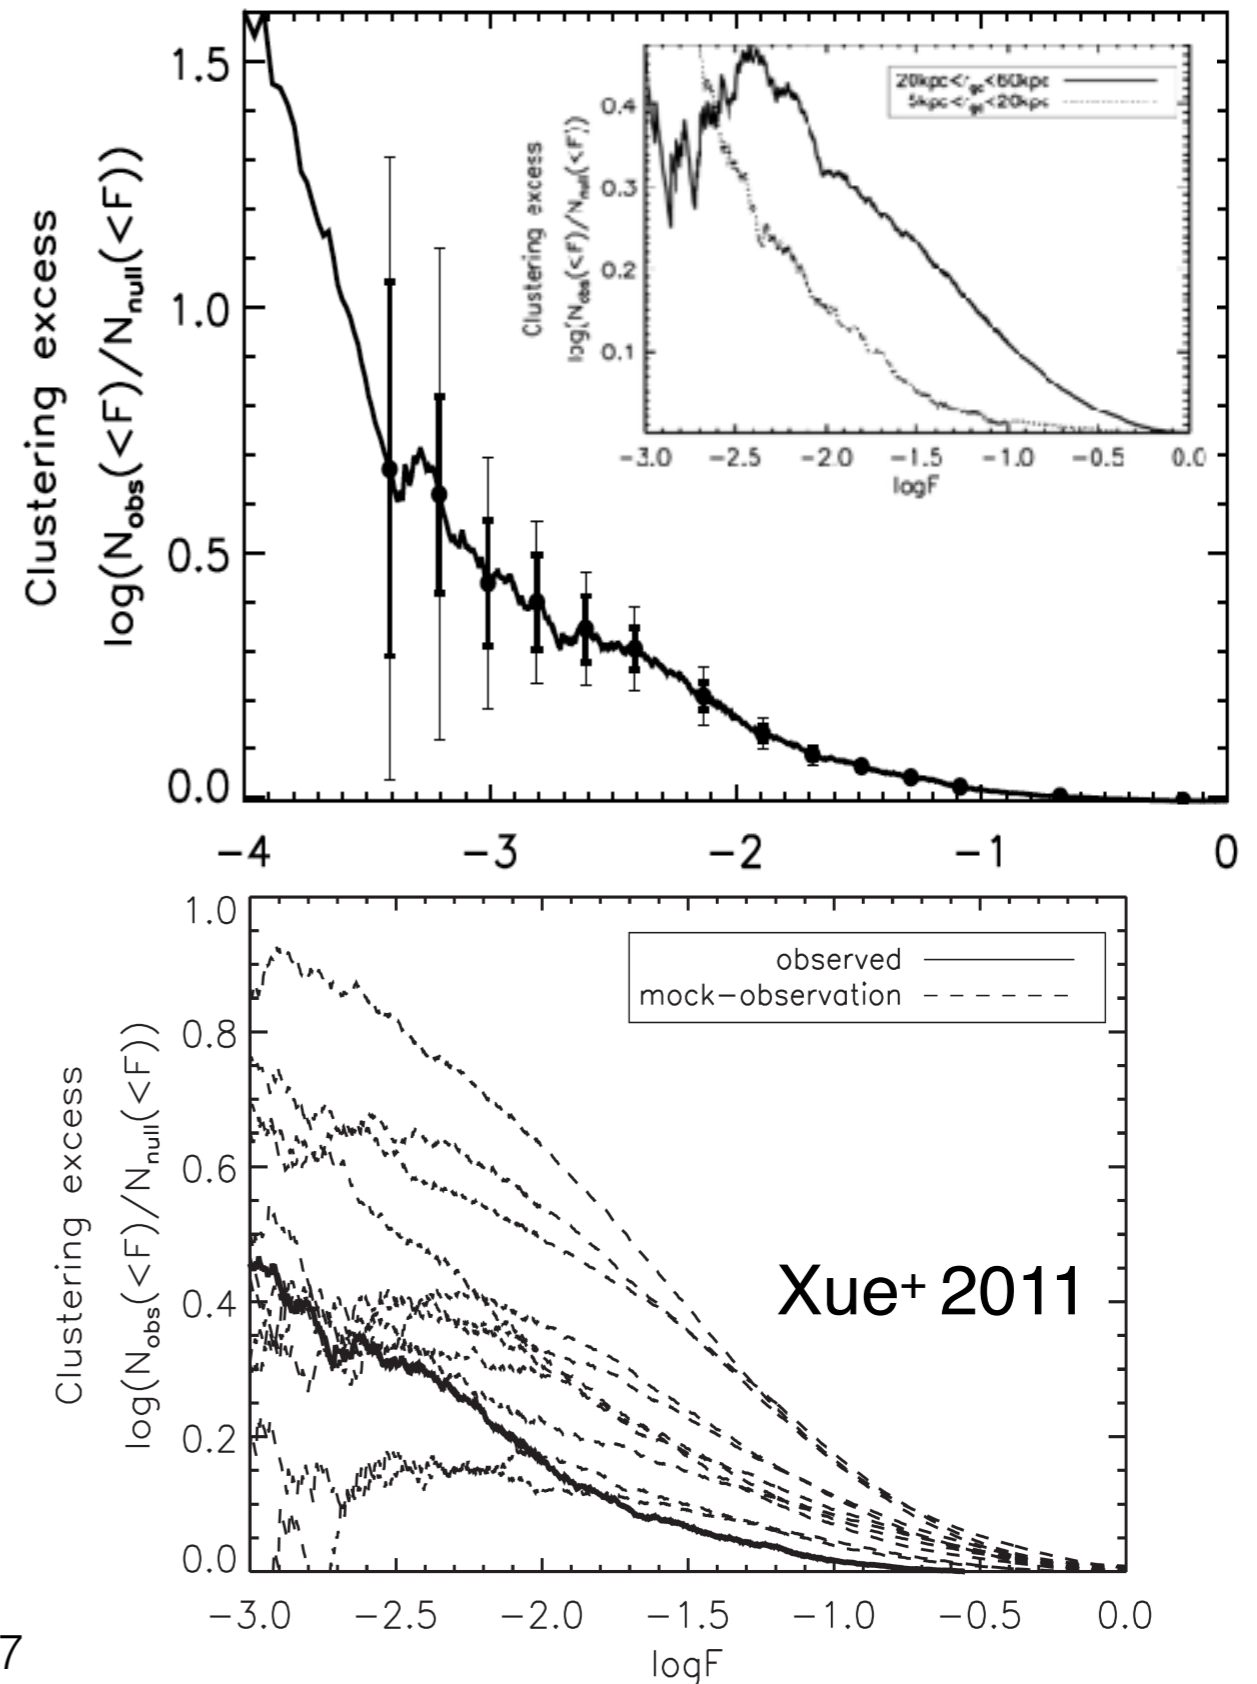 1.5
1.0
0.5
0.0
Clustering excess
log(N_obs(<F)/N_null(<F))
−4 −3 −2 −1 0
0.4
0.3
0.2
0.1
Clustering excess
log(N_obs(<F)/N_null(<F))
20kpc<r_gc<60kpc
5kpc<r_gc<20kpc
−3.0 −2.5 −2.0 −1.5 −1.0 −0.5 0.0
logF
1.0
0.8
0.6
0.4
0.2
0.0
Clustering excess
log(N_obs(<F)/N_null(<F))
observed
mock−observation
Xue+ 2011
−3.0 −2.5 −2.0 −1.5 −1.0 −0.5 0.0
logF
7